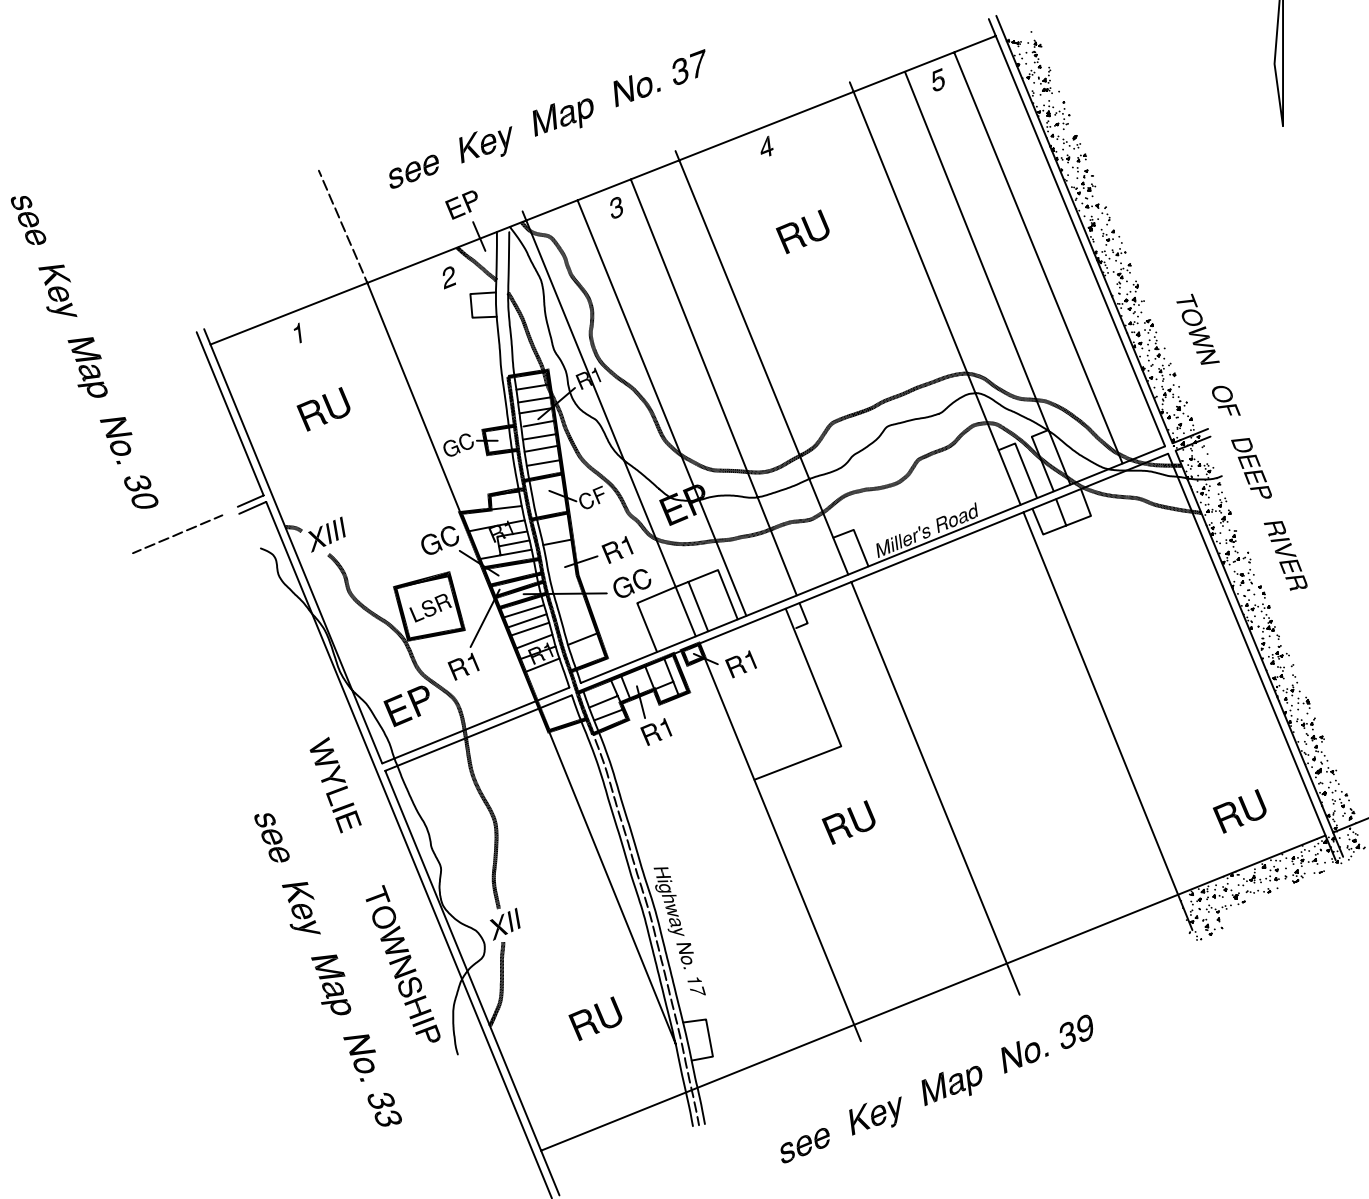 see Key Map No. 37
see Key Map No. 30
EP
1
2
3
4
5
RU
RU
R1
GC
CF
EP
XIII
GC
R1
R1
GC
LSR
R1
R1
EP
Miller's Road
R1
R1
TOWN OF DEEP RIVER
WYLIE TOWNSHIP
see Key Map No. 33
XII
Highway No. 17
RU
RU
RU
see Key Map No. 39